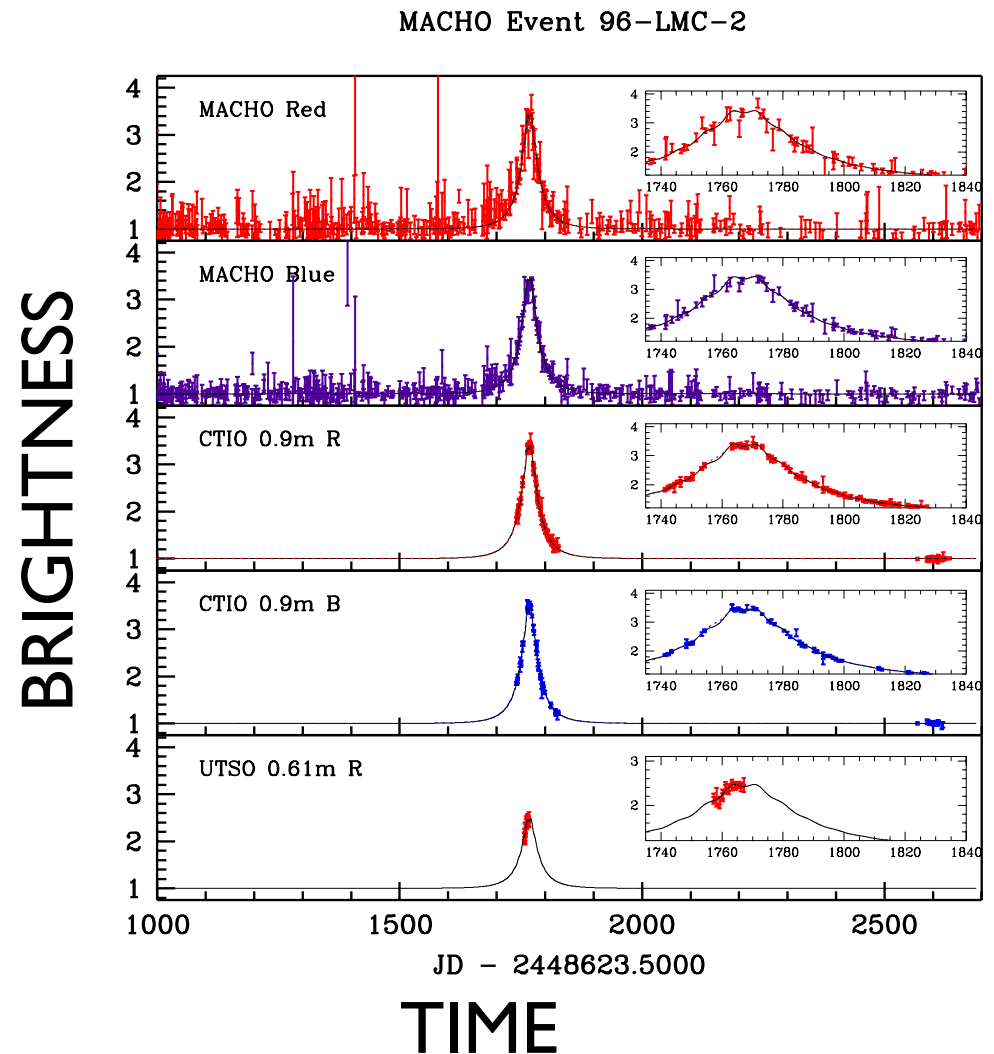 MACHO Event 96-LMC-2
BRIGHTNESS
4
3
2
1
MACHO Red
4
3
2
1740 1760 1780 1800 1820 1840
4
3
2
1
MACHO Blue
4
3
2
1740 1760 1780 1800 1820 1840
4
3
2
1
CTIO 0.9m R
4
3
2
1740 1760 1780 1800 1820 1840
4
3
2
1
CTIO 0.9m B
4
3
2
1740 1760 1780 1800 1820 1840
4
3
2
1
UTSO 0.61m R
3
2
1740 1760 1780 1800 1820 1840
1000 1500 2000 2500
JD - 2448623.5000
TIME